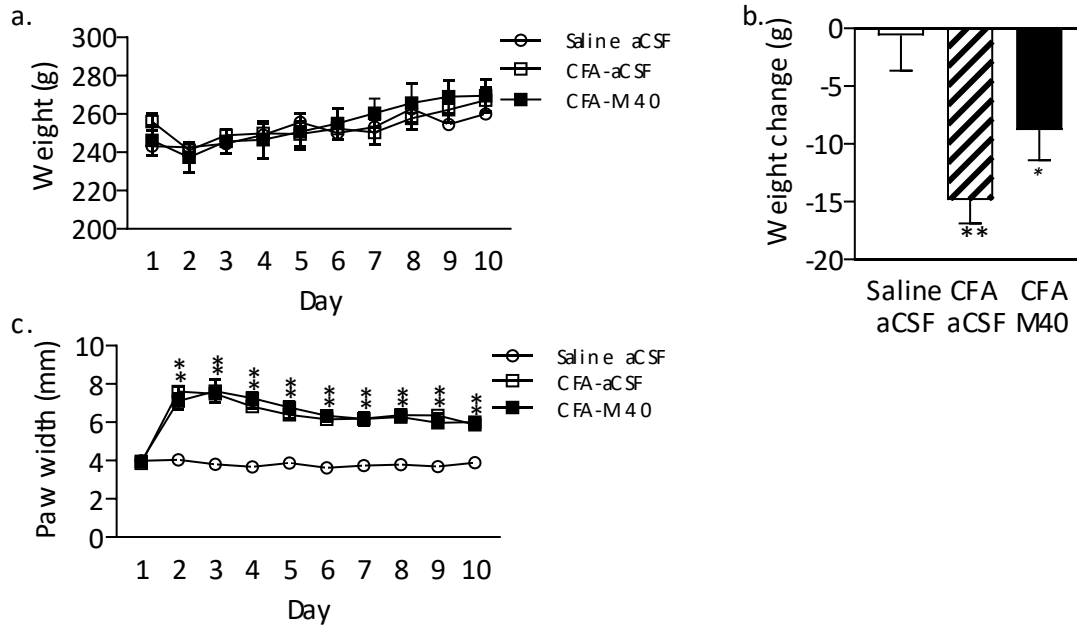 a.
300
280
260
240
220
200
Weight (g)
1 2 3 4 5 6 7 8 9 10
Day
Saline aCSF
CFA-aCSF
CFA-M40
b.
0
-5
-10
-15
-20
Weight change (g)
**
*
Saline CFA CFA
aCSF aCSF M40
c.
10
8
6
4
2
0
Paw width (mm)
** ** ** ** ** ** ** ** **
1 2 3 4 5 6 7 8 9 10
Day
Saline aCSF
CFA-aCSF
CFA-M40